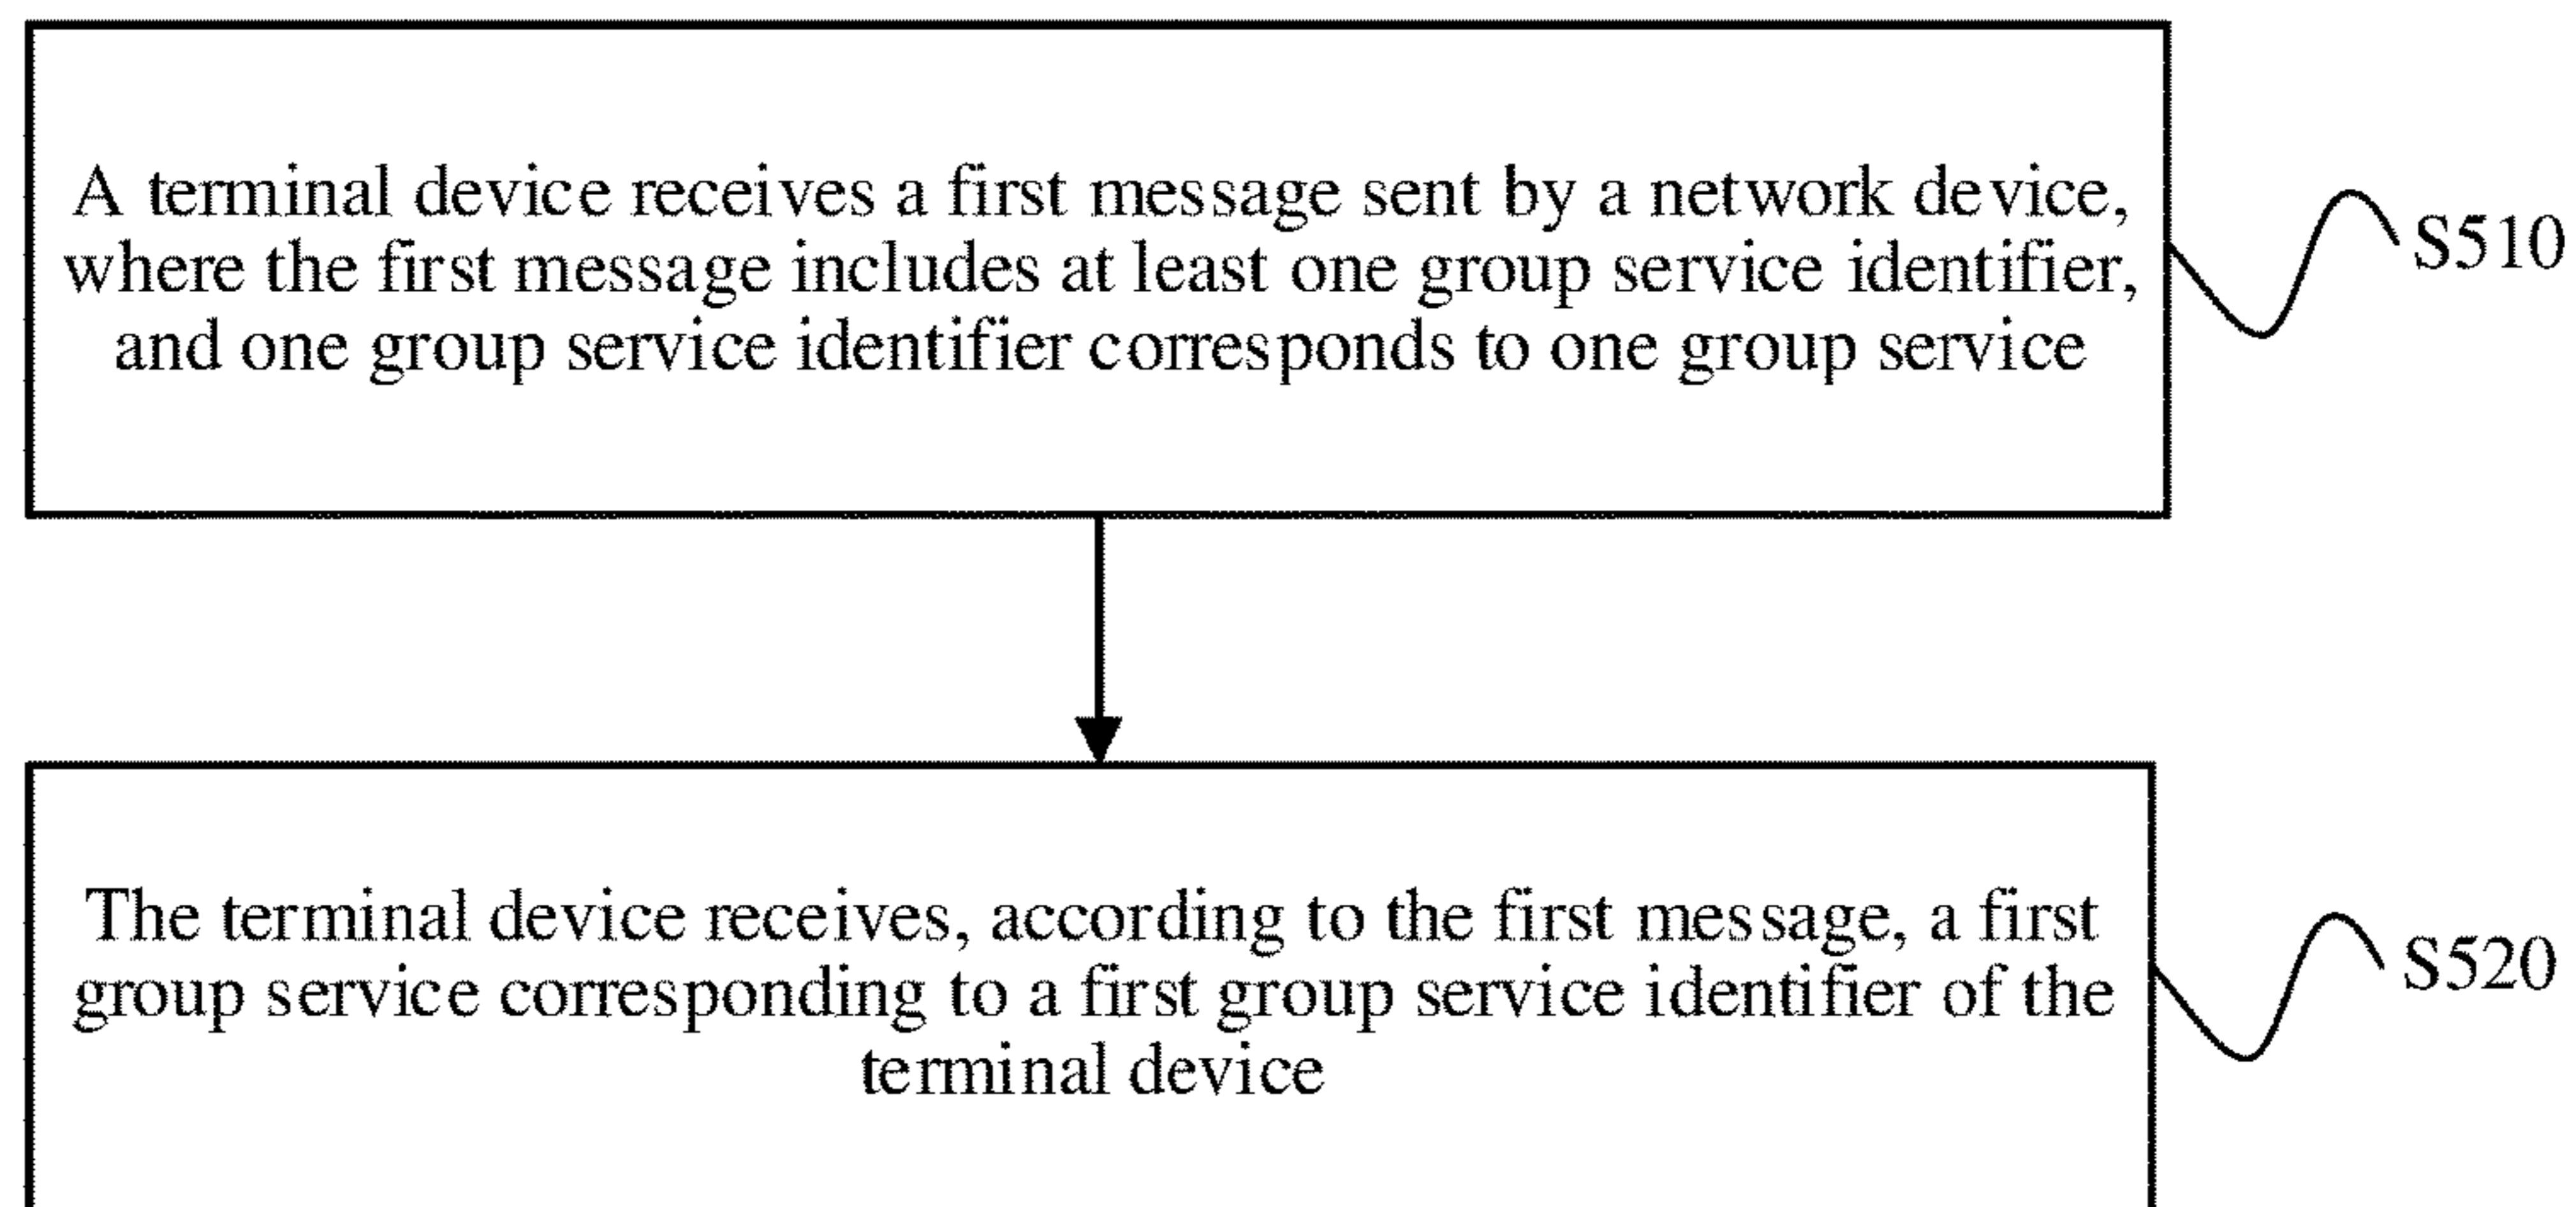 A terminal device receives a first message sent by a network device,
where the first message includes at least one group service identifier,
and one group service identifier corresponds to one group service
S510
The terminal device receives, according to the first message, a first
group service corresponding to a first group service identifier of the
terminal device
S520